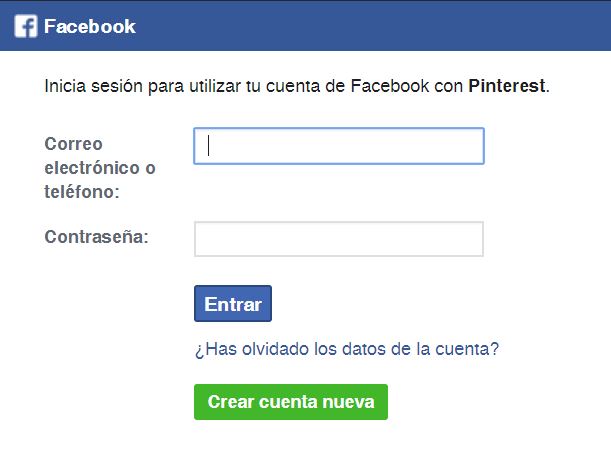 Facebook
Inicia sesión para utilizar tu cuenta de Facebook con Pinterest.
Correo
electrónico o
teléfono:
Contraseña:
Entrar
¿Has olvidado los datos de la cuenta?
Crear cuenta nueva